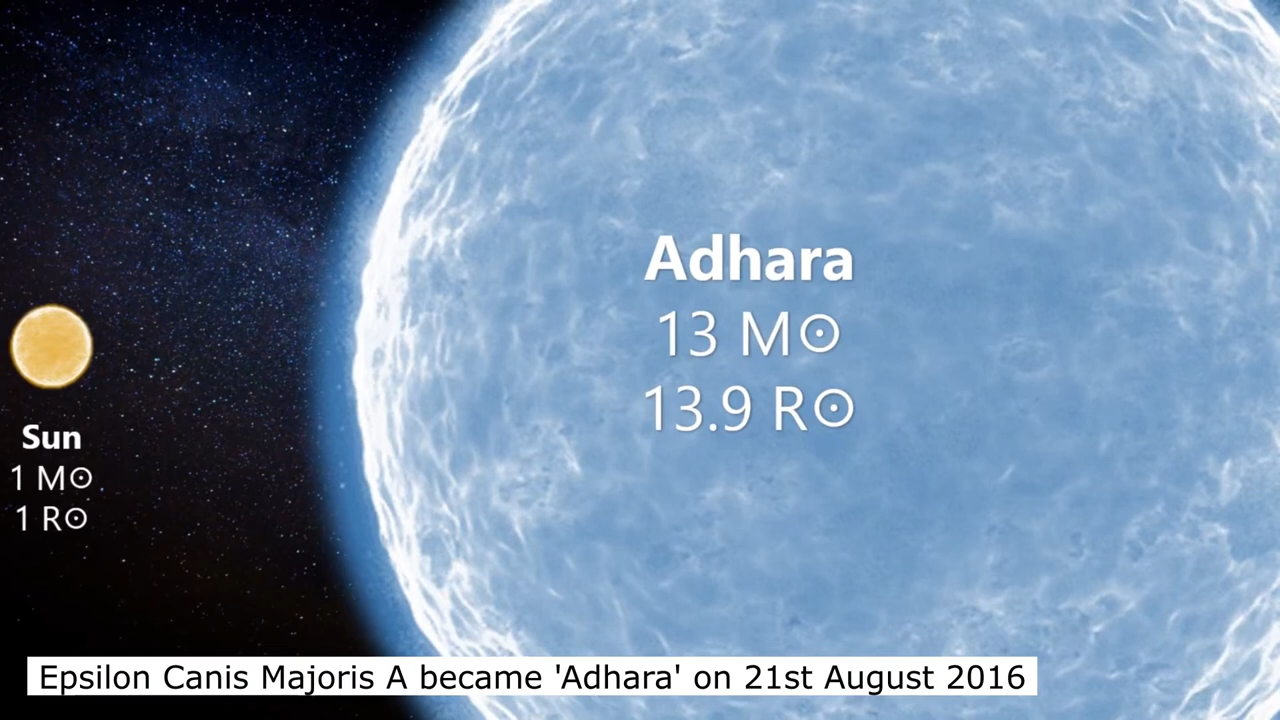 Adhara
13 M☉
13.9 R☉
Sun
1 M☉
1 R☉
Epsilon Canis Majoris A became 'Adhara' on 21st August 2016